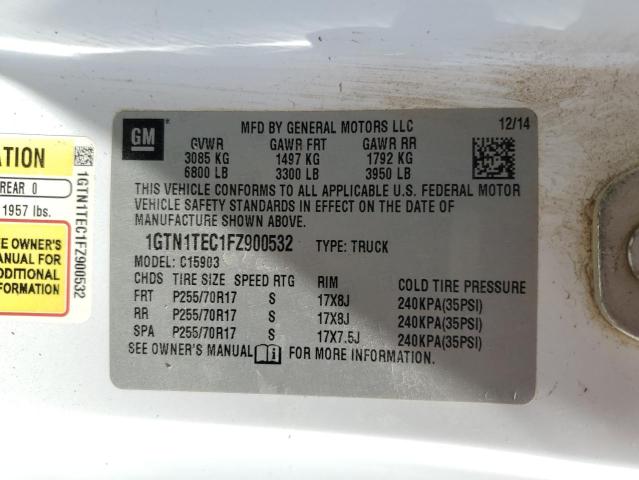 GM
MFD BY GENERAL MOTORS LLC 12/14
GVWR GAWR FRT GAWR RR
3085 KG 1497 KG 1792 KG
6800 LB 3300 LB 3950 LB
THIS VEHICLE CONFORMS TO ALL APPLICABLE U.S. FEDERAL MOTOR
VEHICLE SAFETY STANDARDS IN EFFECT ON THE DATE OF
MANUFACTURE SHOWN ABOVE.
1GTN1TEC1FZ900532 TYPE: TRUCK
MODEL: C15903
CHDS TIRE SIZE SPEED RTG RIM COLD TIRE PRESSURE
FRT P255/70R17 S 17X8J 240KPA(35PSI)
RR P255/70R17 S 17X8J 240KPA(35PSI)
SPA P255/70R17 S 17X7.5J 240KPA(35PSI)
SEE OWNER'S MANUAL i FOR MORE INFORMATION.
ATION
REAR 0
1957 lbs.
EE OWNER'S
MANUAL FOR
ADDITIONAL
INFORMATION
1GTN1TEC1FZ900532